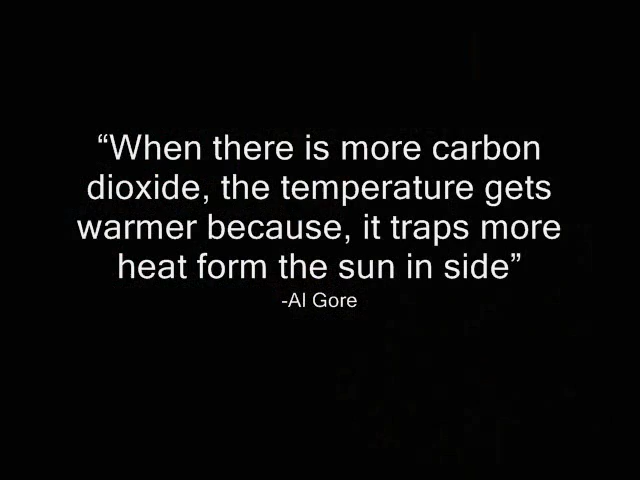 “When there is more carbon
dioxide, the temperature gets
warmer because, it traps more
heat form the sun in side”
-Al Gore